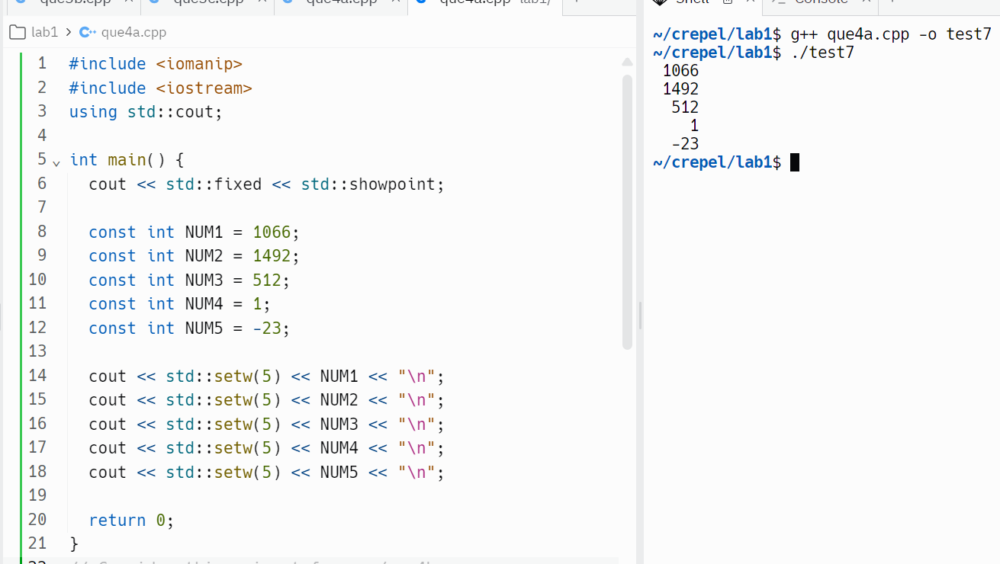 que3b.cpp que3c.cpp que4a.cpp que4a.cpp lab1/
lab1 > que4a.cpp
1 #include <iomanip>
2 #include <iostream>
3 using std::cout;
4
5 int main() {
6 cout << std::fixed << std::showpoint;
7
8 const int NUM1 = 1066;
9 const int NUM2 = 1492;
10 const int NUM3 = 512;
11 const int NUM4 = 1;
12 const int NUM5 = -23;
13
14 cout << std::setw(5) << NUM1 << "\n";
15 cout << std::setw(5) << NUM2 << "\n";
16 cout << std::setw(5) << NUM3 << "\n";
17 cout << std::setw(5) << NUM4 << "\n";
18 cout << std::setw(5) << NUM5 << "\n";
19
20 return 0;
21 }
22
Shell Console
~/crepel/lab1$ g++ que4a.cpp -o test7
~/crepel/lab1$ ./test7
1066
1492
512
1
-23
~/crepel/lab1$